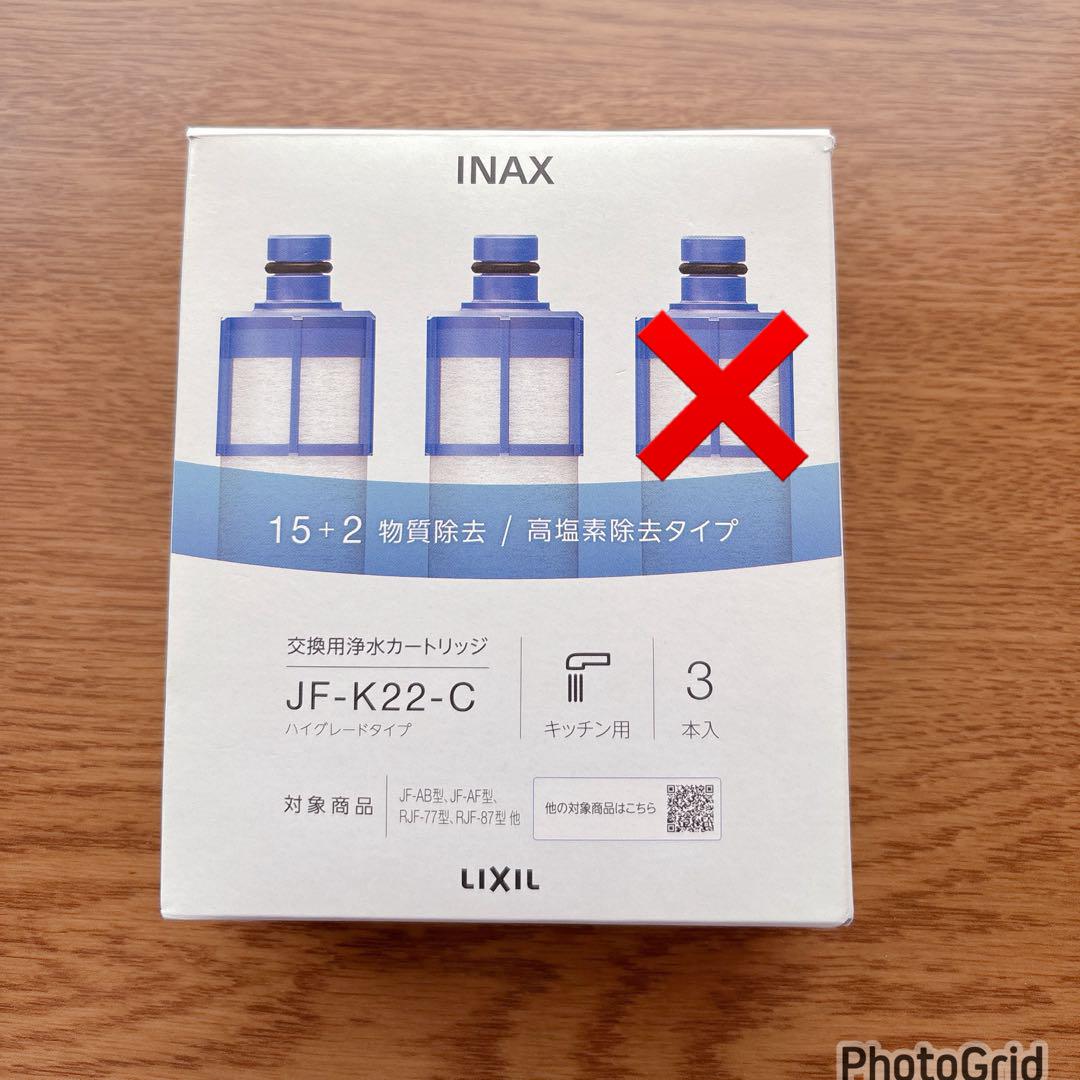 INAX
15+2 物質除去 / 高塩素除去タイプ
交換用浄水カートリッジ
JF-K22-C
ハイグレードタイプ
キッチン用
3
本入
対象商品
JF-AB型、JF-AF型、
RJF-77型、RJF-87型 他
他の対象商品はこちら
LIXIL
PhotoGrid